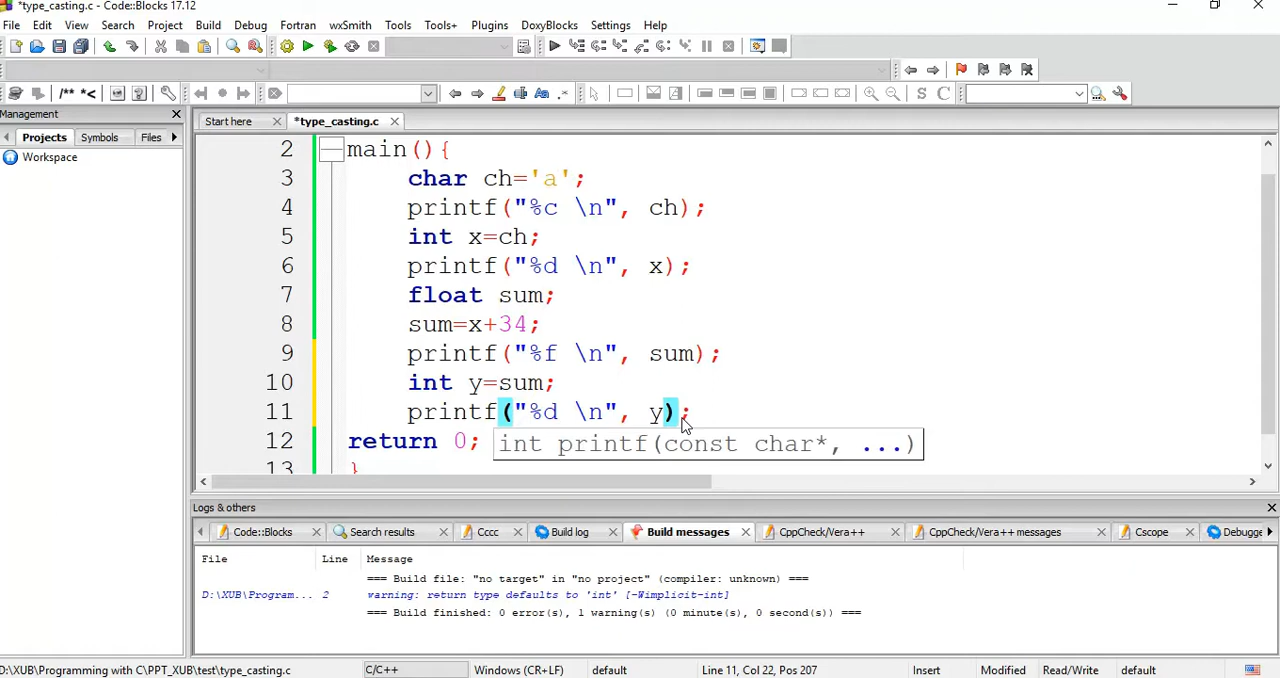 *type_casting.c - Code::Blocks 17.12
File Edit View Search Project Build Debug Fortran wxSmith Tools Tools+ Plugins DoxyBlocks Settings Help
/** *<
S C
Management
Start here *type_casting.c
Projects Symbols Files
Workspace
2 main(){
3 char ch='a';
4 printf("%c \n", ch);
5 int x=ch;
6 printf("%d \n", x);
7 float sum;
8 sum=x+34;
9 printf("%f \n", sum);
10 int y=sum;
11 printf("%d \n", y);
12 return 0;
int printf(const char*, ...)
13 }
Logs & others
Code::Blocks Search results Cccc Build log Build messages CppCheck/Vera++ CppCheck/Vera++ messages Cscope Debugge
File Line Message
=== Build file: "no target" in "no project" (compiler: unknown) ===
D:\XUB\Program... 2 warning: return type defaults to 'int' [-Wimplicit-int]
=== Build finished: 0 error(s), 1 warning(s) (0 minute(s), 0 second(s)) ===
D:\XUB\Programming with C\PPT_XUB\test\type_casting.c C/C++ Windows (CR+LF) default Line 11, Col 22, Pos 207 Insert Modified Read/Write default